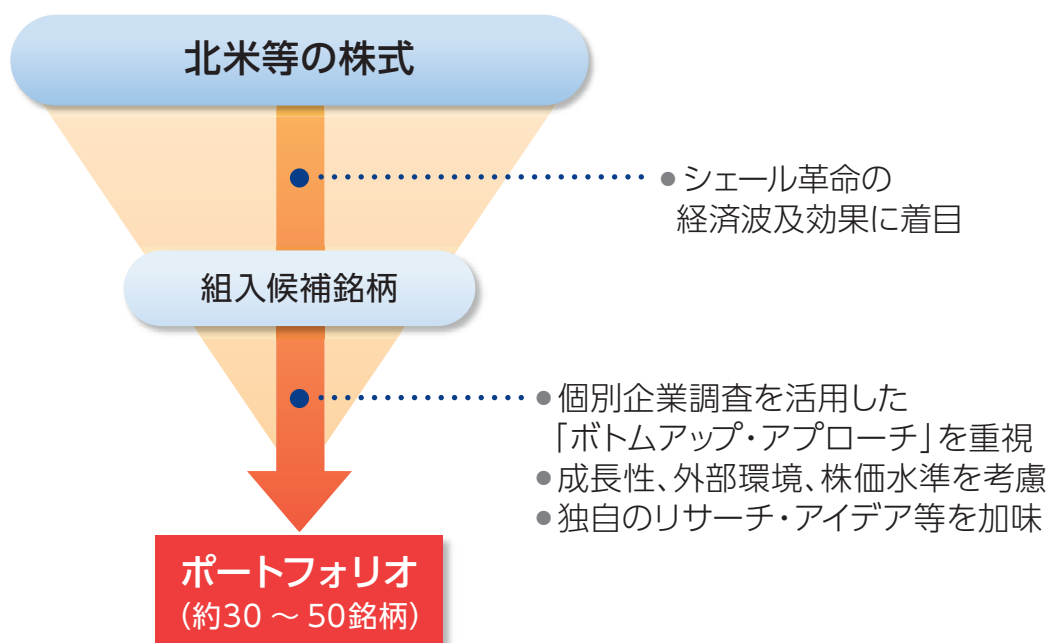 北米等の株式
●シェール革命の
経済波及効果に着目
組入候補銘柄
●個別企業調査を活用した
「ボトムアップ・アプローチ」を重視
●成長性、外部環境、株価水準を考慮
●独自のリサーチ・アイデア等を加味
ポートフォリオ
(約30 ～ 50銘柄)